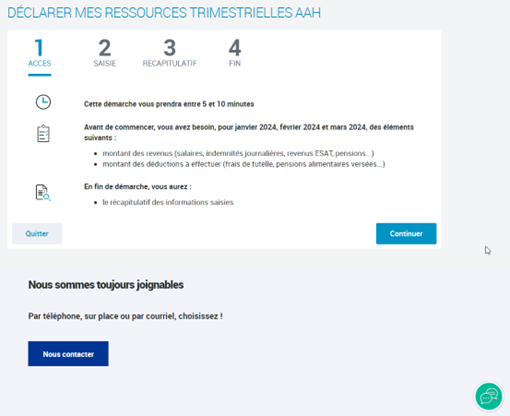 DÉCLARER MES RESSOURCES TRIMESTRIELLES AAH
1 2 3 4
ACCES SAISIE RECAPITULATIF FIN
Cette démarche vous prendra entre 5 et 10 minutes
Avant de commencer, vous avez besoin, pour janvier 2024, février 2024 et mars 2024, des éléments
suivants :
• montant des revenus (salaires, indemnités journalières, revenus ESAT, pensions...)
• montant des déductions à effectuer (frais de tutelle, pensions alimentaires versées...)
En fin de démarche, vous aurez :
• le récapitulatif des informations saisies
Quitter Continuer
Nous sommes toujours joignables
Par téléphone, sur place ou par courriel, choisissez !
Nous contacter